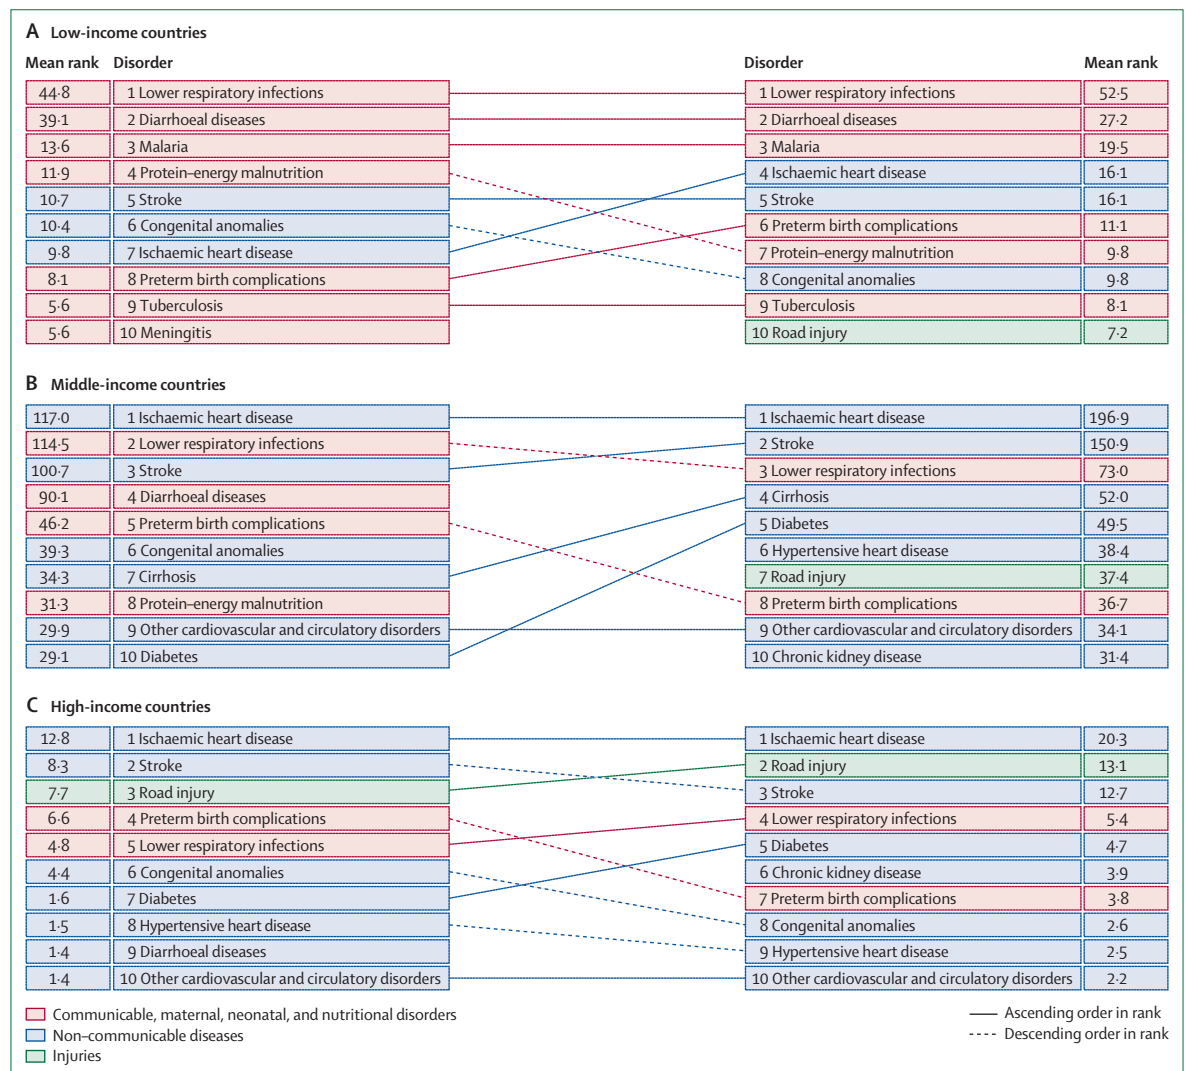 A Low-income countries
Mean rank Disorder Disorder Mean rank
44·8 1 Lower respiratory infections 1 Lower respiratory infections 52·5
39·1 2 Diarrhoeal diseases 2 Diarrhoeal diseases 27·2
13·6 3 Malaria 3 Malaria 19·5
11·9 4 Protein–energy malnutrition 4 Ischaemic heart disease 16·1
10·7 5 Stroke 5 Stroke 16·1
10·4 6 Congenital anomalies 6 Preterm birth complications 11·1
9·8 7 Ischaemic heart disease 7 Protein–energy malnutrition 9·8
8·1 8 Preterm birth complications 8 Congenital anomalies 9·8
5·6 9 Tuberculosis 9 Tuberculosis 8·1
5·6 10 Meningitis 10 Road injury 7·2
B Middle-income countries
117·0 1 Ischaemic heart disease 1 Ischaemic heart disease 196·9
114·5 2 Lower respiratory infections 2 Stroke 150·9
100·7 3 Stroke 3 Lower respiratory infections 73·0
90·1 4 Diarrhoeal diseases 4 Cirrhosis 52·0
46·2 5 Preterm birth complications 5 Diabetes 49·5
39·3 6 Congenital anomalies 6 Hypertensive heart disease 38·4
34·3 7 Cirrhosis 7 Road injury 37·4
31·3 8 Protein–energy malnutrition 8 Preterm birth complications 36·7
29·9 9 Other cardiovascular and circulatory disorders 9 Other cardiovascular and circulatory disorders 34·1
29·1 10 Diabetes 10 Chronic kidney disease 31·4
C High-income countries
12·8 1 Ischaemic heart disease 1 Ischaemic heart disease 20·3
8·3 2 Stroke 2 Road injury 13·1
7·7 3 Road injury 3 Stroke 12·7
6·6 4 Preterm birth complications 4 Lower respiratory infections 5·4
4·8 5 Lower respiratory infections 5 Diabetes 4·7
4·4 6 Congenital anomalies 6 Chronic kidney disease 3·9
1·6 7 Diabetes 7 Preterm birth complications 3·8
1·5 8 Hypertensive heart disease 8 Congenital anomalies 2·6
1·4 9 Diarrhoeal diseases 9 Hypertensive heart disease 2·5
1·4 10 Other cardiovascular and circulatory disorders 10 Other cardiovascular and circulatory disorders 2·2
Communicable, maternal, neonatal, and nutritional disorders Ascending order in rank
Non–communicable diseases Descending order in rank
Injuries